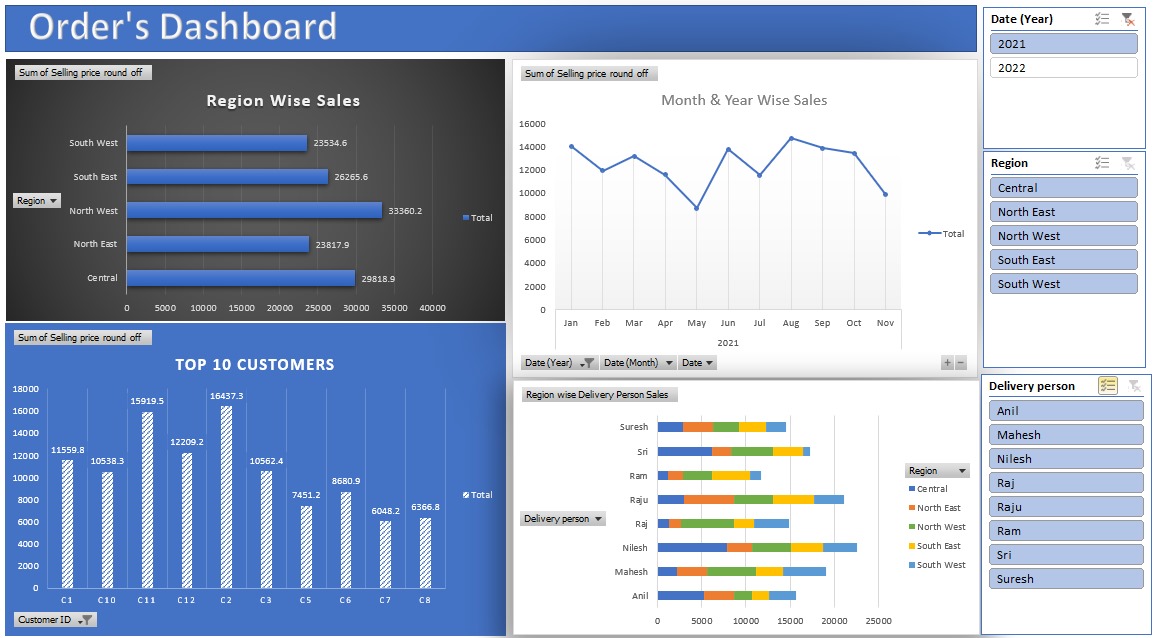 Order's Dashboard
Sum of Selling price round off
Region Wise Sales
South West 23534.6
South East 26265.6
Region
North West 33360.2
Total
North East 23817.9
Central 29818.9
0 5000 10000 15000 20000 25000 30000 35000 40000
Sum of Selling price round off
Month & Year Wise Sales
16000
14000
12000
10000
8000
6000
4000
2000
0
Total
Jan Feb Mar Apr May Jun Jul Aug Sep Oct Nov
2021
Date (Year) Date (Month) Date + −
Sum of Selling price round off
TOP 10 CUSTOMERS
18000
16000
14000
12000
10000
8000
6000
4000
2000
0
11559.8 10538.3 15919.5 12209.2 16437.3 10562.4 7451.2 8680.9 6048.2 6366.8
Total
C1 C10 C11 C12 C2 C3 C5 C6 C7 C8
Customer ID
Region wise Delivery Person Sales
Suresh
Sri
Ram
Raju
Raj
Nilesh
Mahesh
Anil
Delivery person
0 5000 10000 15000 20000 25000
Region
Central
North East
North West
South East
South West
Date (Year)
2021
2022
Region
Central
North East
North West
South East
South West
Delivery person
Anil
Mahesh
Nilesh
Raj
Raju
Ram
Sri
Suresh